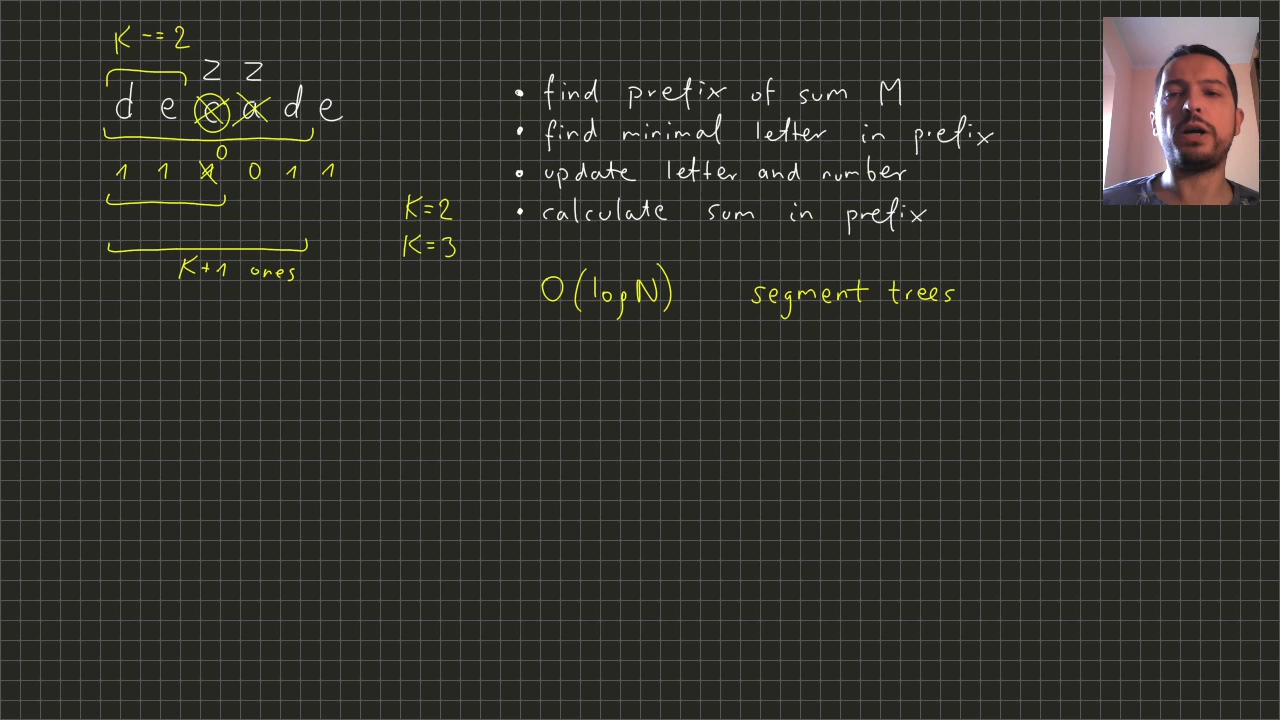 K -= 2
z z
d e c a d e
0
1 1 1 0 1 1
K+1 ones
K=2
K=3
• find prefix of sum M
• find minimal letter in prefix
• update letter and number
• calculate sum in prefix
O(logN) segment trees